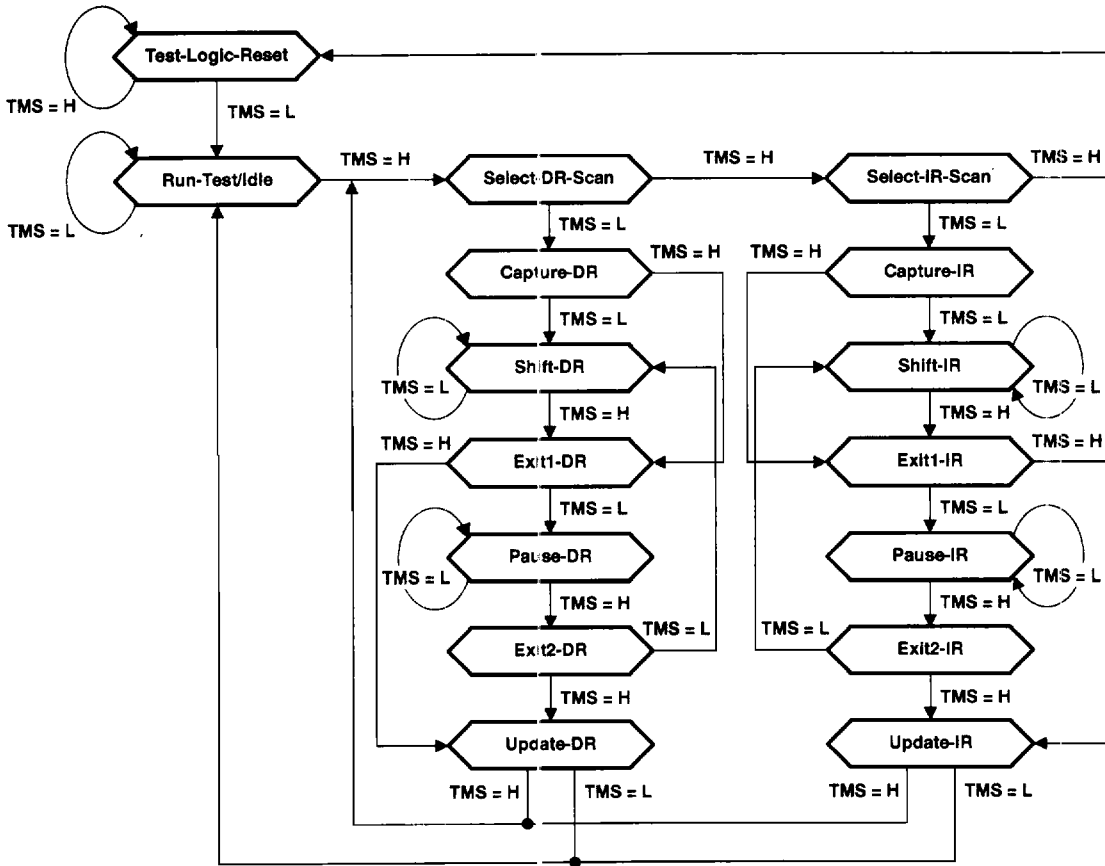 Test-Logic-Reset
TMS = H
TMS = L
TMS = H
TMS = H
TMS = H
Run-Test/Idle
Select-DR-Scan
Select-IR-Scan
TMS = L
TMS = L
TMS = L
TMS = H
TMS = H
Capture-DR
Capture-IR
TMS = L
TMS = L
Shift-DR
Shift-IR
TMS = L
TMS = L
TMS = H
TMS = H
TMS = H
TMS = H
Exit1-DR
Exit1-IR
TMS = L
TMS = L
Pause-DR
Pause-IR
TMS = L
TMS = L
TMS = H
TMS = H
TMS = L
TMS = L
Exit2-DR
Exit2-IR
TMS = H
TMS = H
Update-DR
Update-IR
TMS = H
TMS = L
TMS = H
TMS = L